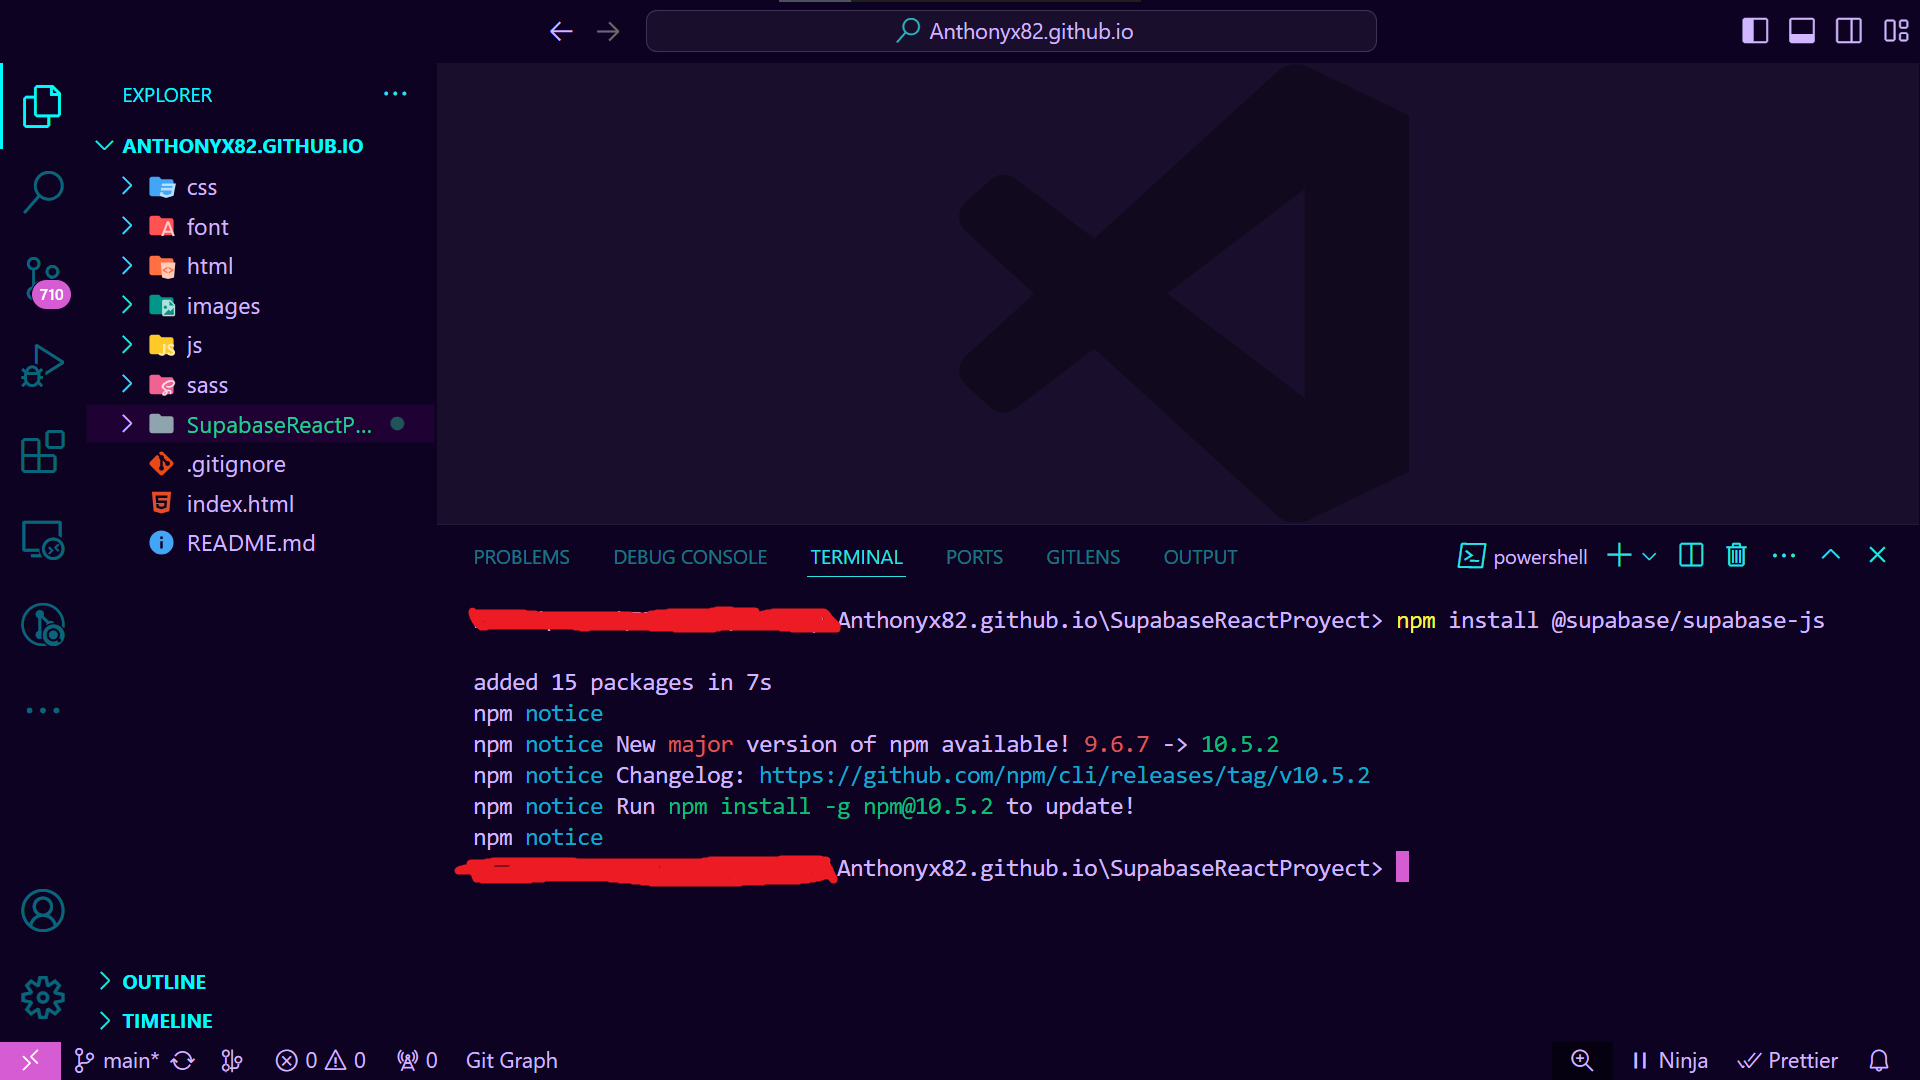 Anthonyx82.github.io
EXPLORER
ANTHONYX82.GITHUB.IO
css
font
html
images
js
sass
SupabaseReactP...
.gitignore
index.html
README.md
710
OUTLINE
TIMELINE
PROBLEMS DEBUG CONSOLE TERMINAL PORTS GITLENS OUTPUT powershell
Anthonyx82.github.io\SupabaseReactProyect> npm install @supabase/supabase-js
added 15 packages in 7s
npm notice
npm notice New major version of npm available! 9.6.7 -> 10.5.2
npm notice Changelog: https://github.com/npm/cli/releases/tag/v10.5.2
npm notice Run npm install -g npm@10.5.2 to update!
npm notice
Anthonyx82.github.io\SupabaseReactProyect>
main* 0 0 0 Git Graph Ninja Prettier